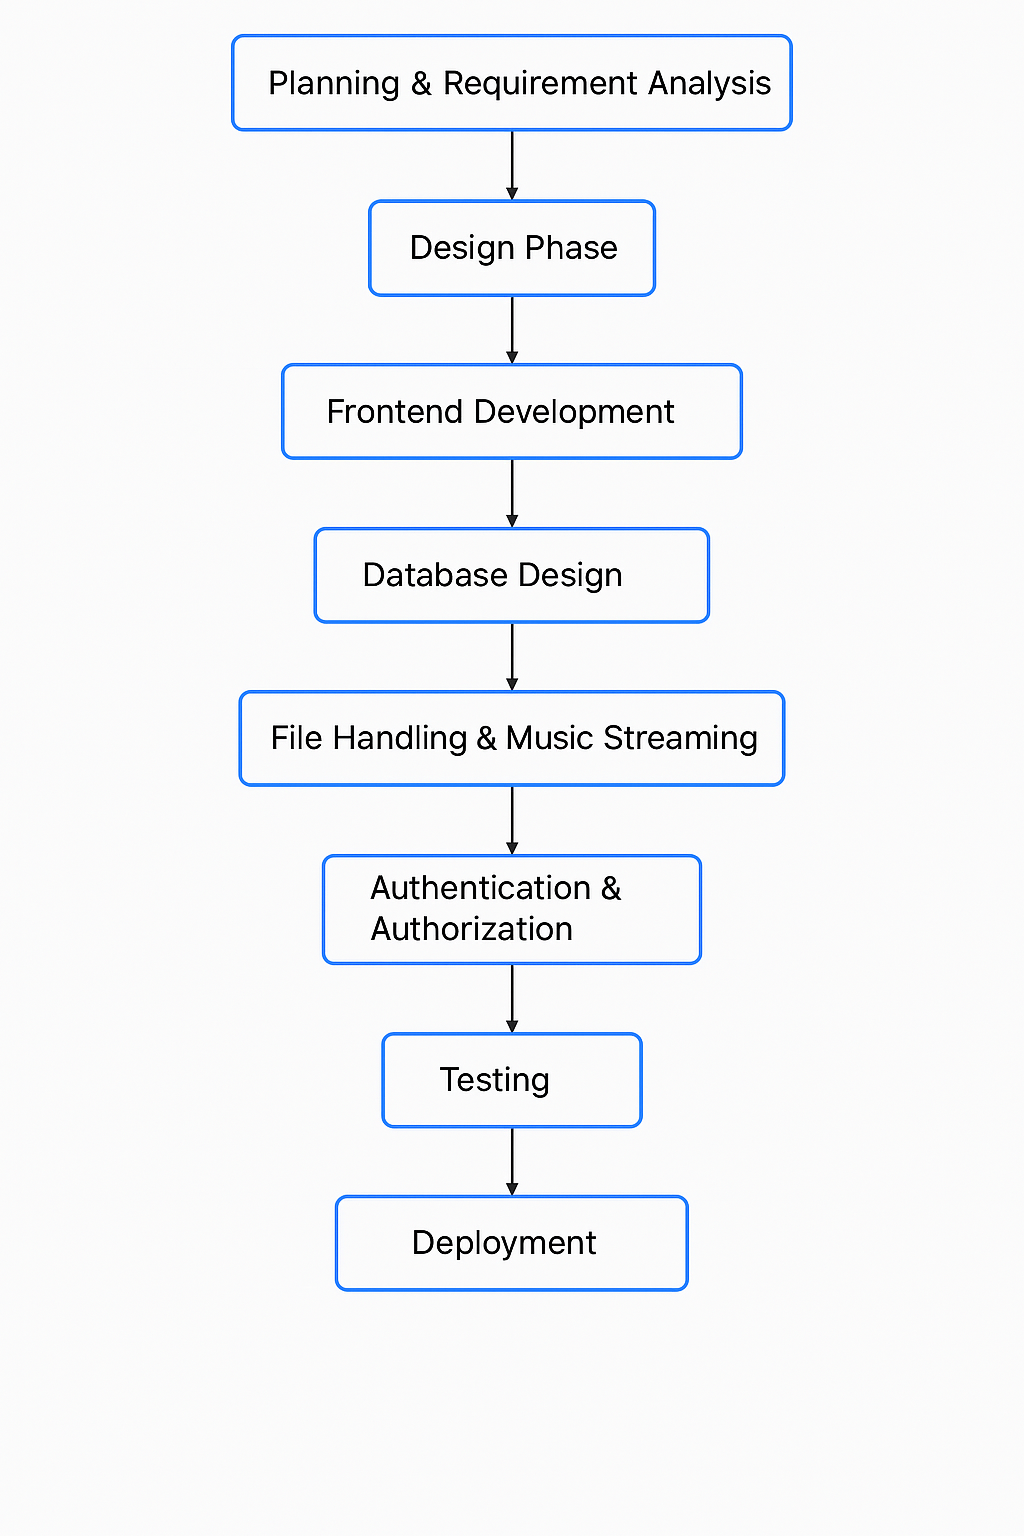 Planning & Requirement Analysis
Design Phase
Frontend Development
Database Design
File Handling & Music Streaming
Authentication &
Authorization
Testing
Deployment